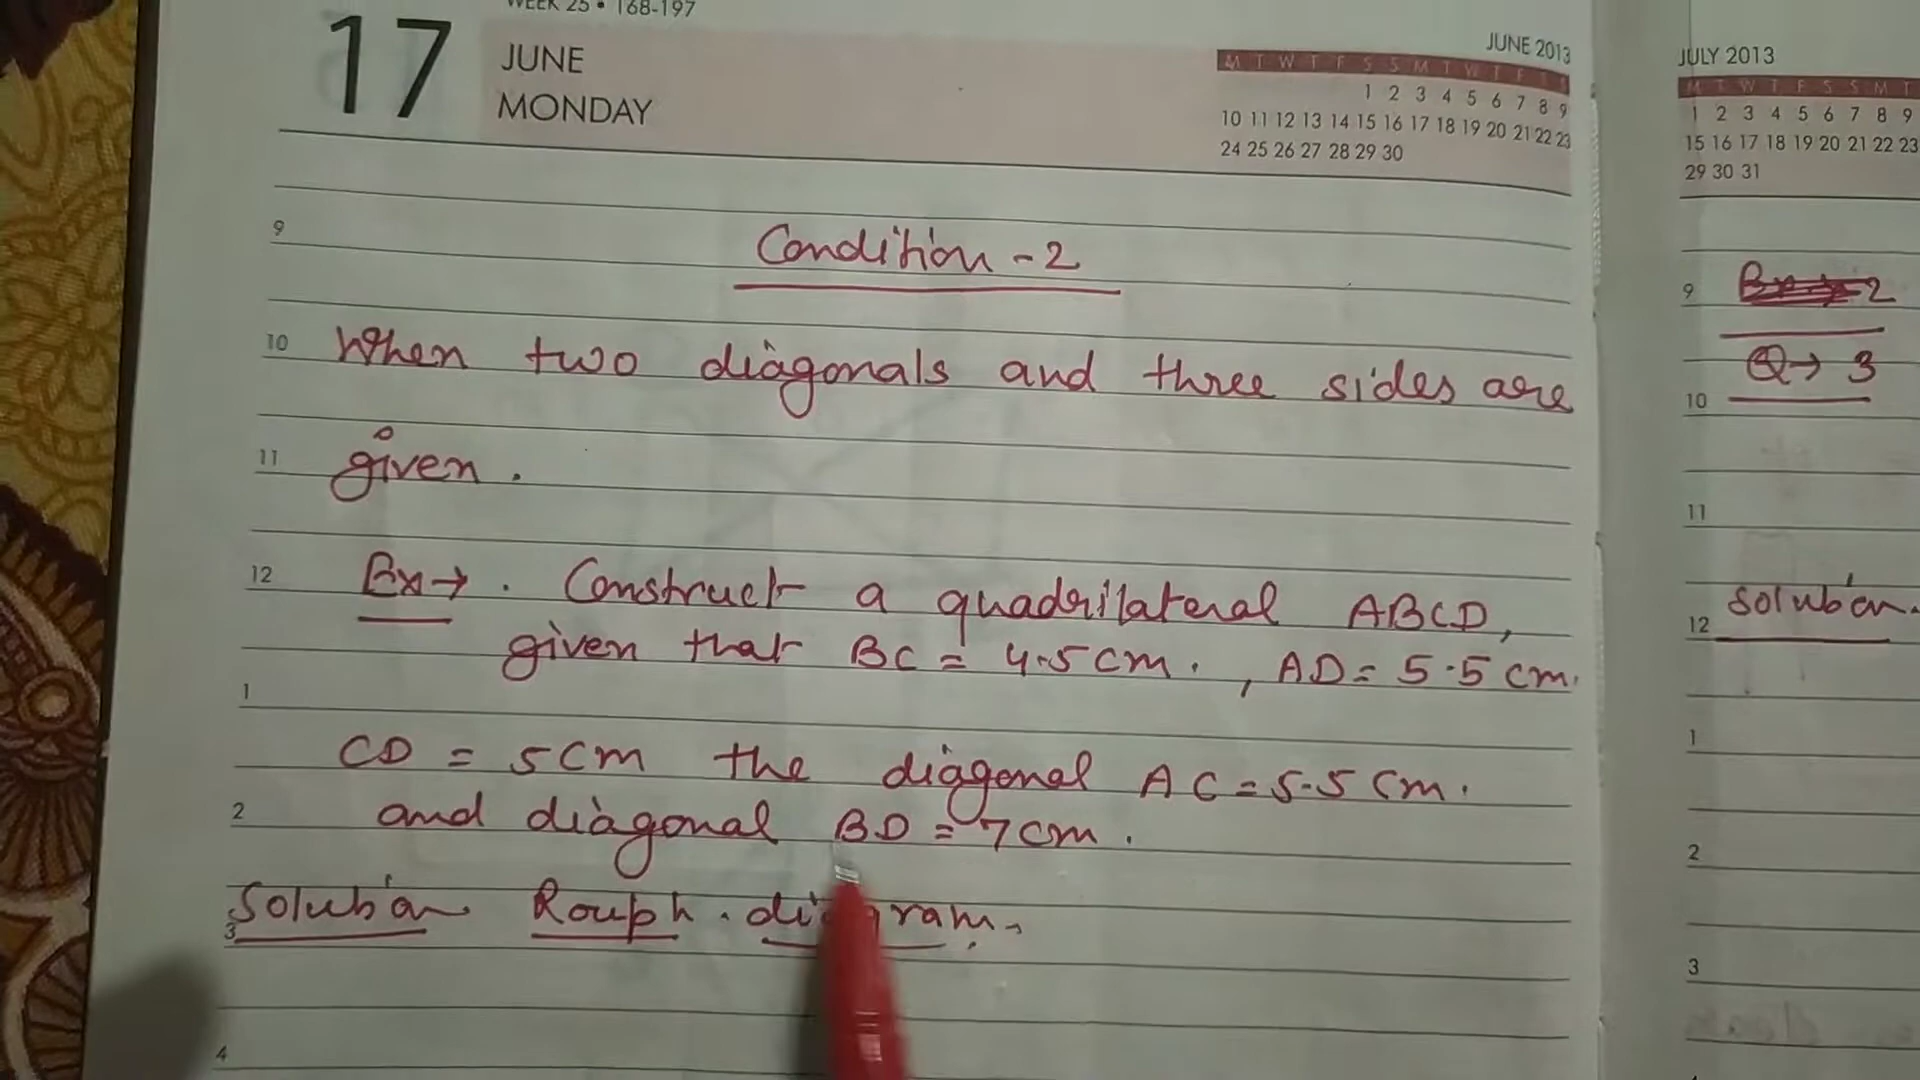 WEEK 25 • 168-197
17
JUNE
MONDAY
JUNE 2013
M T W T F S S M T W T F S S
1 2 3 4 5 6 7 8 9
10 11 12 13 14 15 16 17 18 19 20 21 22 23
24 25 26 27 28 29 30
9
Condition - 2
10 When two diagonals and three sides are
11 given .
12 Ex → . Construct a quadrilateral ABCD,
given that BC = 4.5 cm. , AD = 5.5 cm.
1
CD = 5 cm the diagonal AC = 5.5 cm.
2 and diagonal BD = 7 cm .
3 Solution Rough . diagram
4
JULY 2013
M T W T F S S M T
1 2 3 4 5 6 7 8 9
15 16 17 18 19 20 21 22 23
29 30 31
9 2
Q → 3
10
11
12 Solution.
1
2
3